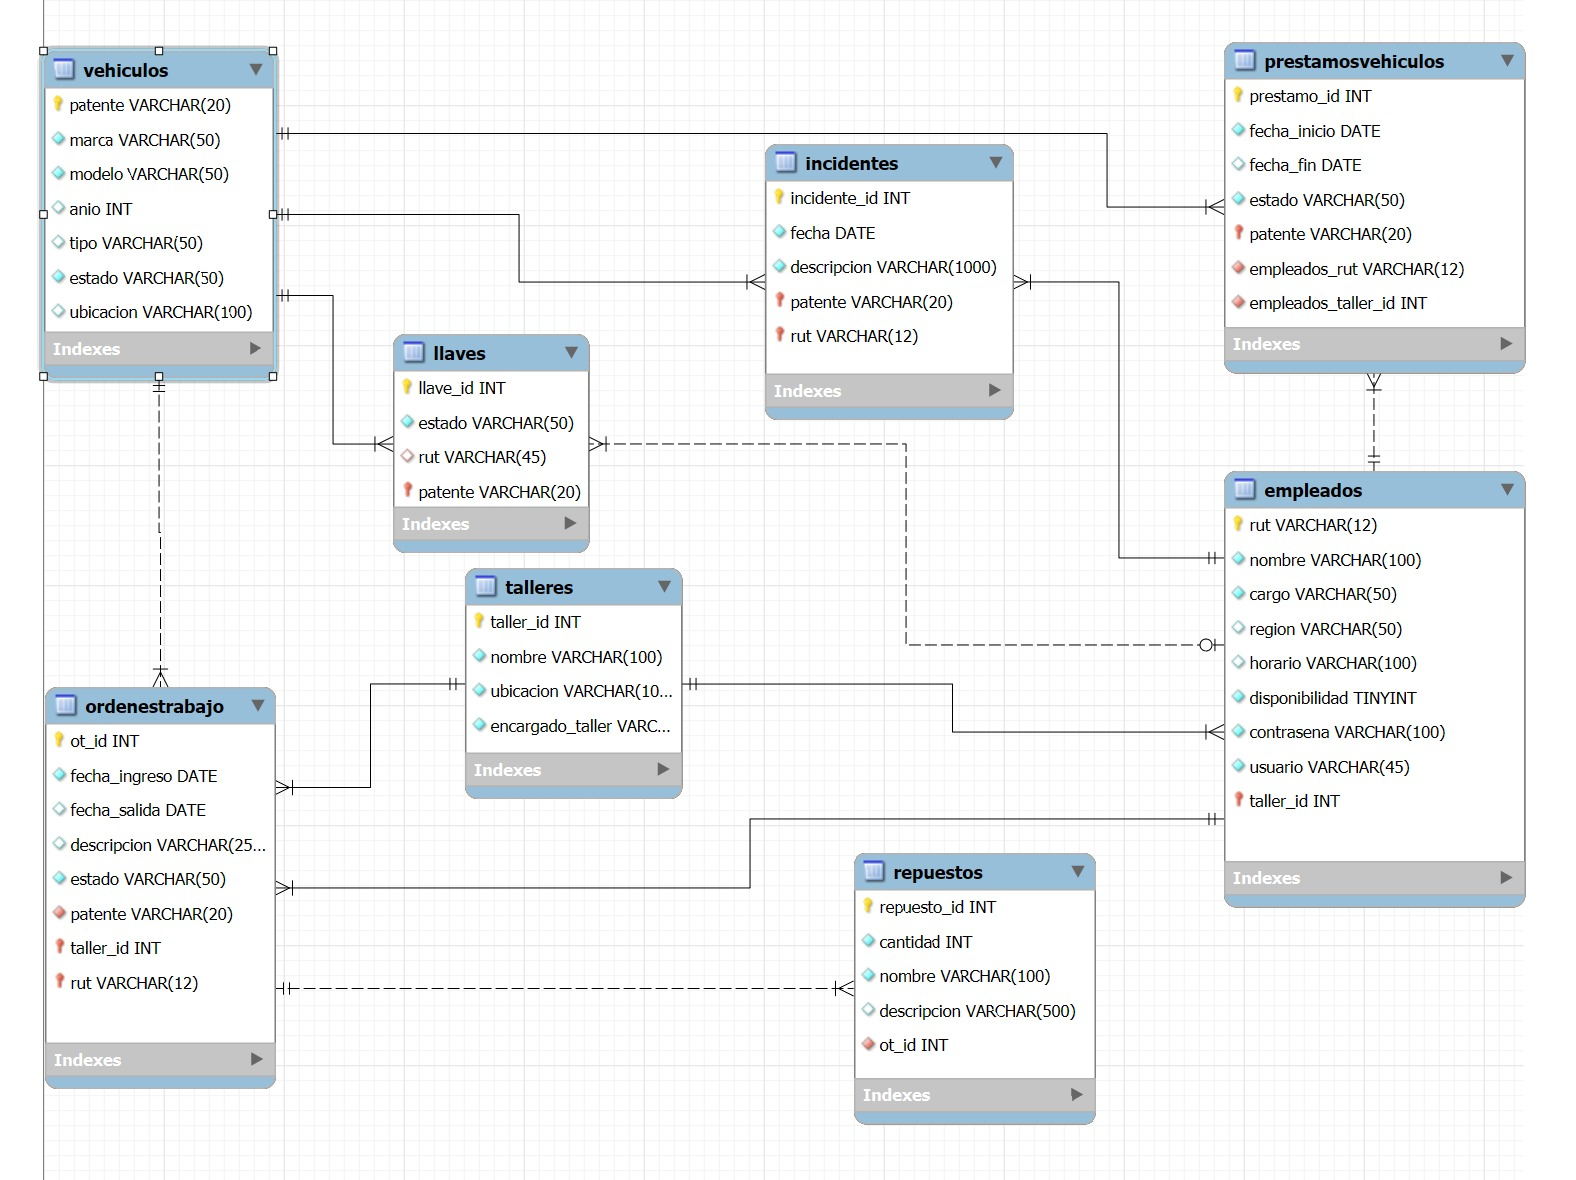 vehiculos
patente VARCHAR(20)
marca VARCHAR(50)
modelo VARCHAR(50)
anio INT
tipo VARCHAR(50)
estado VARCHAR(50)
ubicacion VARCHAR(100)
Indexes
prestamosvehiculos
prestamo_id INT
fecha_inicio DATE
fecha_fin DATE
estado VARCHAR(50)
patente VARCHAR(20)
empleados_rut VARCHAR(12)
empleados_taller_id INT
Indexes
incidentes
incidente_id INT
fecha DATE
descripcion VARCHAR(1000)
patente VARCHAR(20)
rut VARCHAR(12)
Indexes
llaves
llave_id INT
estado VARCHAR(50)
rut VARCHAR(45)
patente VARCHAR(20)
Indexes
empleados
rut VARCHAR(12)
nombre VARCHAR(100)
cargo VARCHAR(50)
region VARCHAR(50)
horario VARCHAR(100)
disponibilidad TINYINT
contrasena VARCHAR(100)
usuario VARCHAR(45)
taller_id INT
Indexes
talleres
taller_id INT
nombre VARCHAR(100)
ubicacion VARCHAR(10...
encargado_taller VARC...
Indexes
ordenestrabajo
ot_id INT
fecha_ingreso DATE
fecha_salida DATE
descripcion VARCHAR(25...
estado VARCHAR(50)
patente VARCHAR(20)
taller_id INT
rut VARCHAR(12)
Indexes
repuestos
repuesto_id INT
cantidad INT
nombre VARCHAR(100)
descripcion VARCHAR(500)
ot_id INT
Indexes